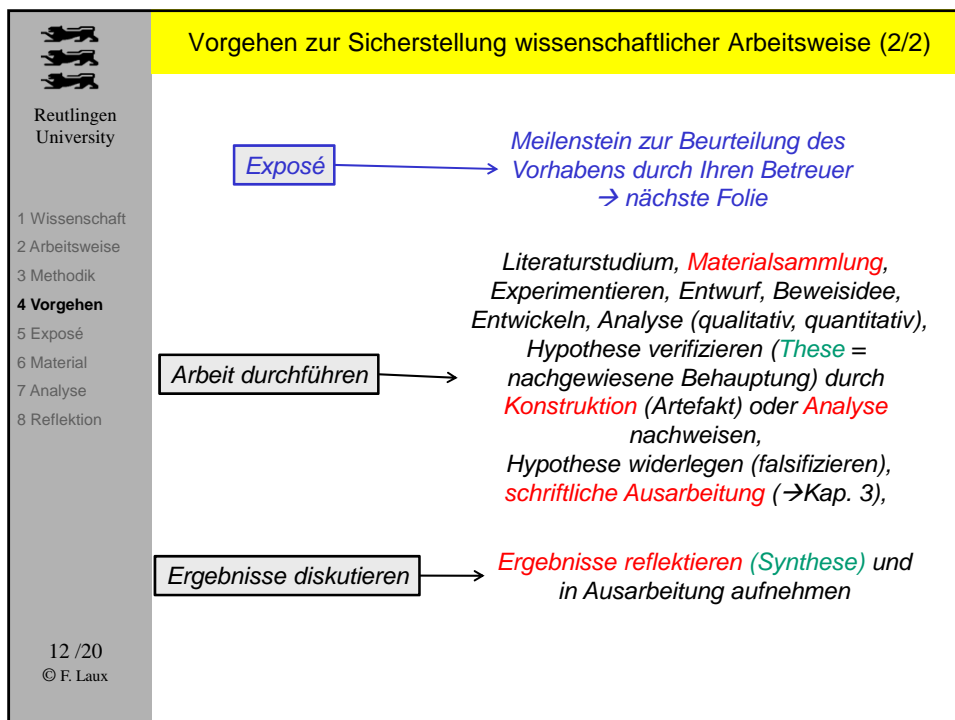 Vorgehen zur Sicherstellung wissenschaftlicher Arbeitsweise (2/2)
Reutlingen
University
1 Wissenschaft
2 Arbeitsweise
3 Methodik
4 Vorgehen
5 Exposé
6 Material
7 Analyse
8 Reflektion
12 /20
© F. Laux
Exposé
Meilenstein zur Beurteilung des
Vorhabens durch Ihren Betreuer
→ nächste Folie
Arbeit durchführen
Literaturstudium, Materialsammlung,
Experimentieren, Entwurf, Beweisidee,
Entwickeln, Analyse (qualitativ, quantitativ),
Hypothese verifizieren (These =
nachgewiesene Behauptung) durch
Konstruktion (Artefakt) oder Analyse
nachweisen,
Hypothese widerlegen (falsifizieren),
schriftliche Ausarbeitung (→Kap. 3),
Ergebnisse diskutieren
Ergebnisse reflektieren (Synthese) und
in Ausarbeitung aufnehmen